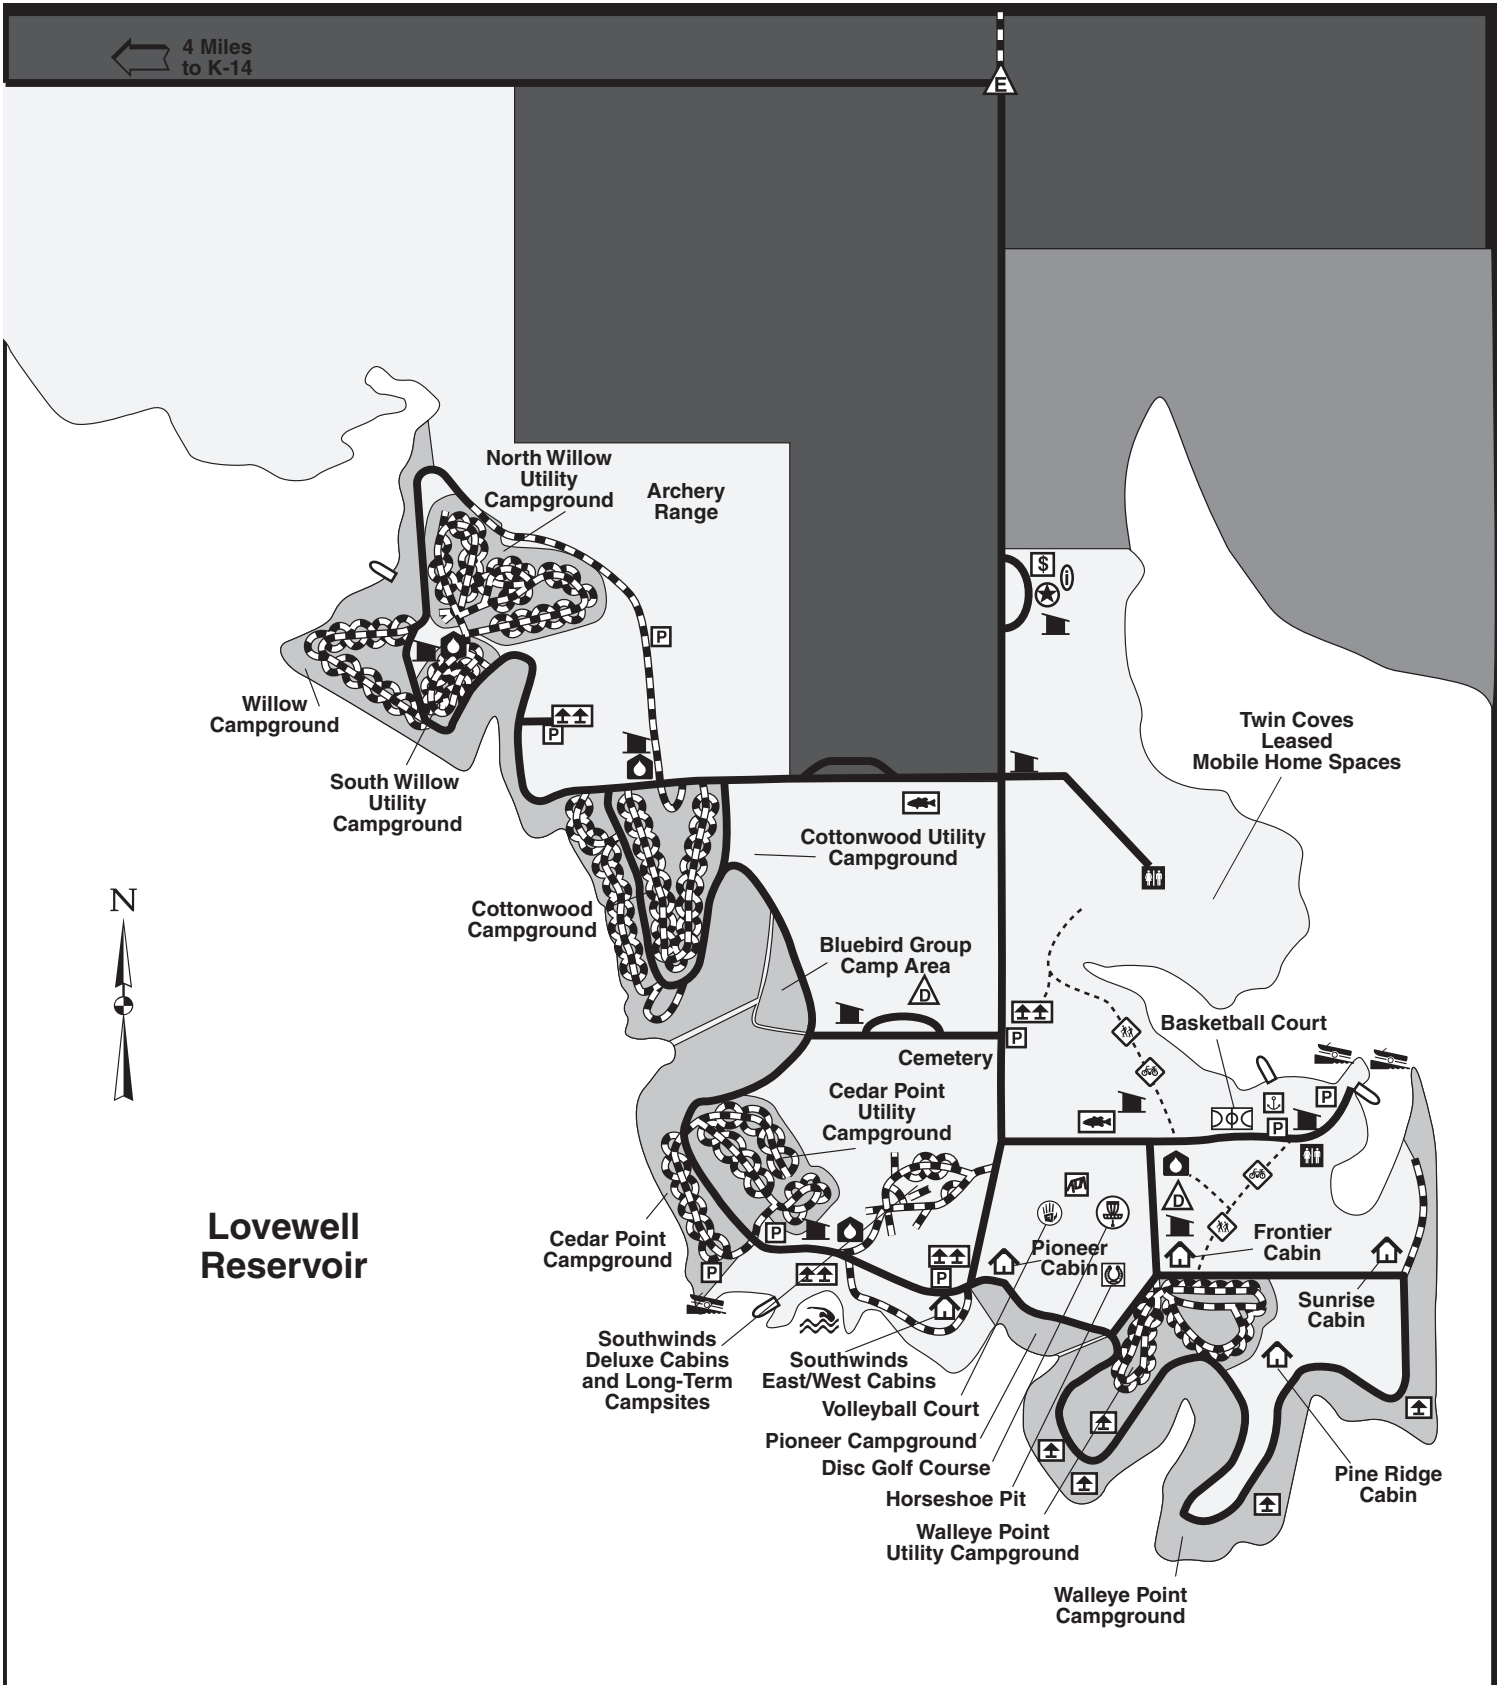 4 Miles
to K-14
E
North Willow
Utility
Campground
Archery
Range
$
i
P
Willow
Campground
P
South Willow
Utility
Campground
Twin Coves
Leased
Mobile Home Spaces
Cottonwood Utility
Campground
N
Cottonwood
Campground
Bluebird Group
Camp Area
D
P
Basketball Court
Cemetery
Cedar Point
Utility
Campground
P
P
D
Lovewell
Reservoir
Cedar Point
Campground
P
P
P
Pioneer
Cabin
Frontier
Cabin
Sunrise
Cabin
Southwinds
Deluxe Cabins
and Long-Term
Campsites
Southwinds
East/West Cabins
Volleyball Court
Pioneer Campground
Disc Golf Course
Horseshoe Pit
Walleye Point
Utility Campground
Pine Ridge
Cabin
Walleye Point
Campground